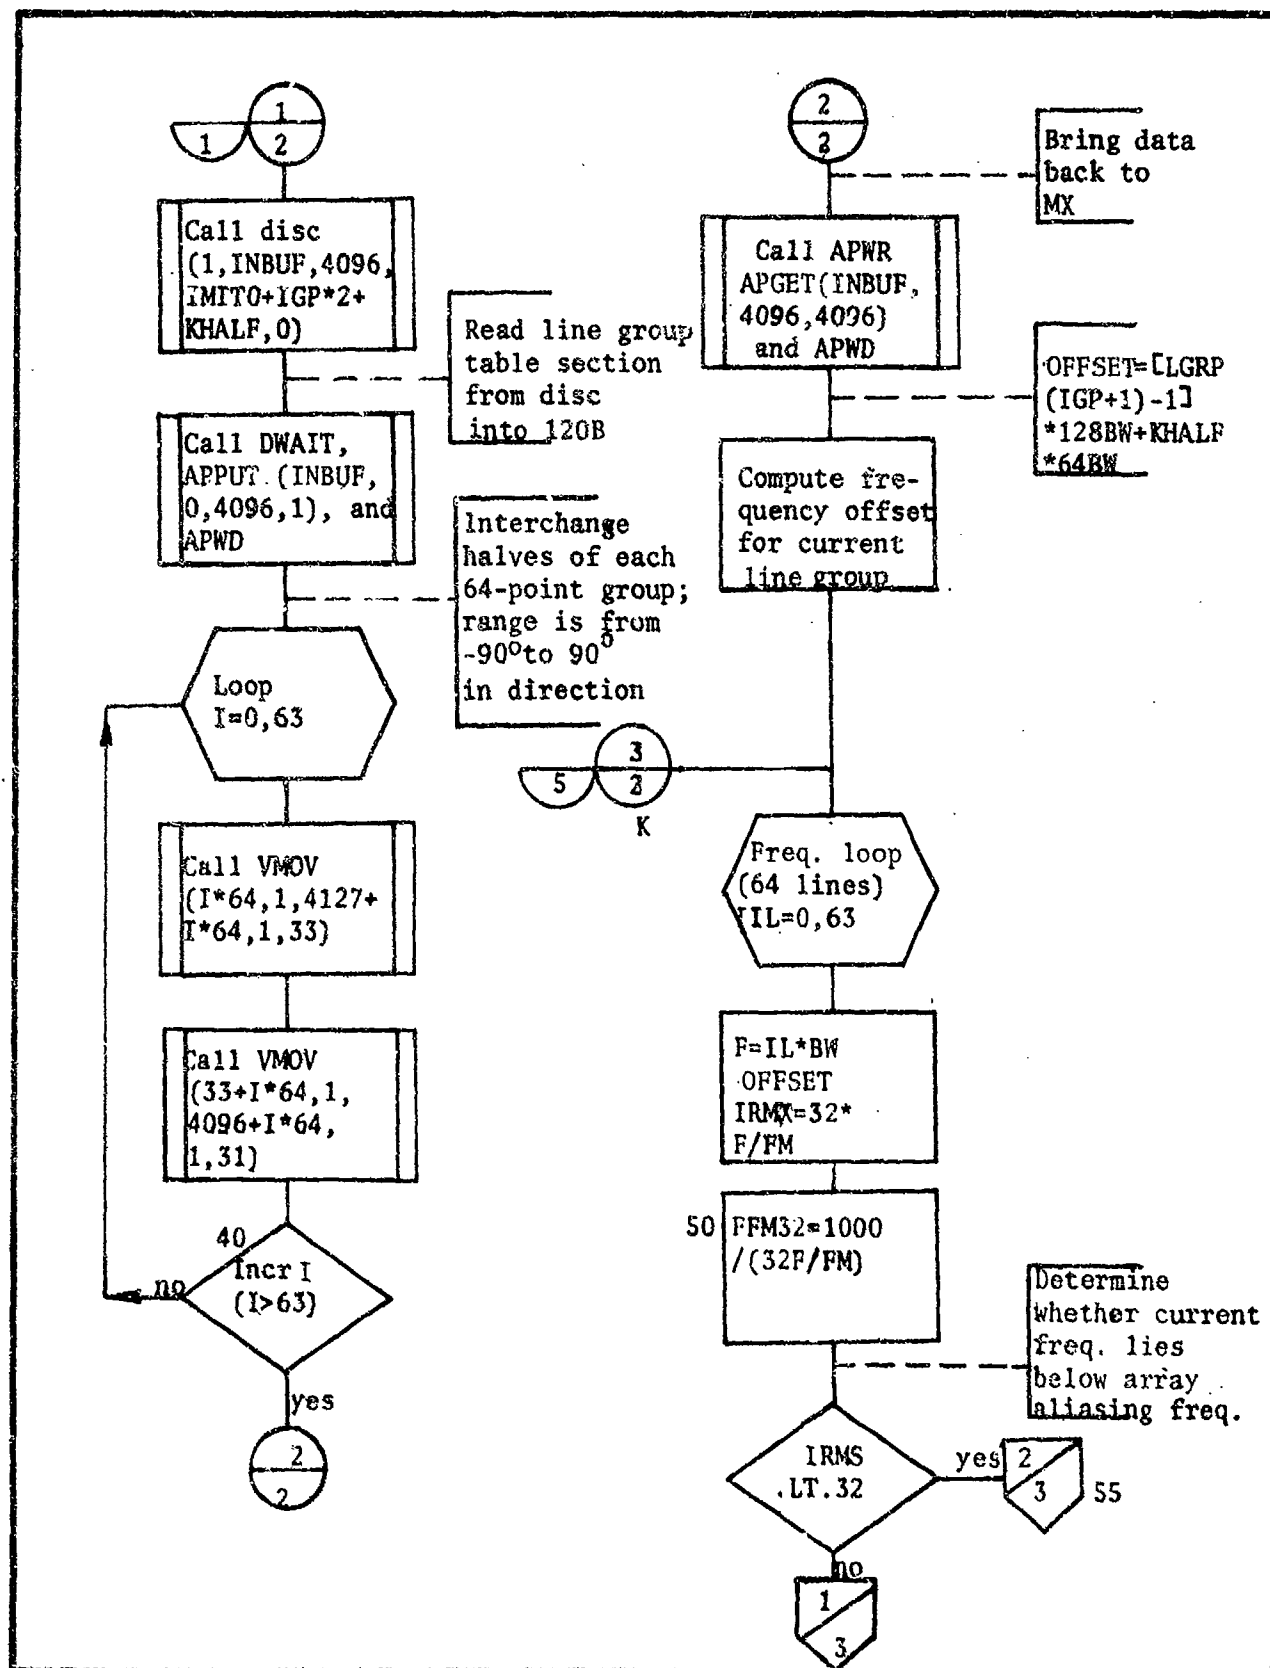 1
1
2
Call disc
(1,INBUF,4096,
IMITO+IGP*2+
KHALF,0)
Read line group
table section
from disc
into 120B
Call DWAIT,
APPUT (INBUF,
0,4096,1), and
APWD
Interchange
halves of each
64-point group;
range is from
-90°to 90°
in direction
Loop
I=0,63
Call VMOV
(I*64,1,4127+
I*64,1,33)
Call VMOV
(33+I*64,1,
4096+I*64,
1,31)
40
Incr I
(I>63)
no
yes
2
2
2
2
Bring data
back to
MX
Call APWR
APGET(INBUF,
4096,4096)
and APWD
OFFSET=[LGRP
(IGP+1)-1]
*128BW+KHALF
*64BW
Compute fre-
quency offset
for current
line group
5
3
2
K
Freq. loop
(64 lines)
IIL=0,63
F=IL*BW
OFFSET
IRMX=32*
F/FM
50
FFM32=1000
/(32F/FM)
Determine
whether current
freq. lies
below array
aliasing freq.
IRMS
.LT.32
yes
2
3
55
no
1
3